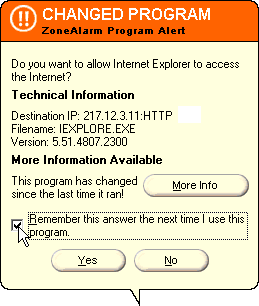 CHANGED PROGRAM
ZoneAlarm Program Alert
Do you want to allow Internet Explorer to access
the Internet?
Technical Information
Destination IP: 217.12.3.11:HTTP
Filename: IEXPLORE.EXE
Version: 5.51.4807.2300
More Information Available
This program has changed
since the last time it ran!
More Info
Remember this answer the next time I use this
program.
Yes
No